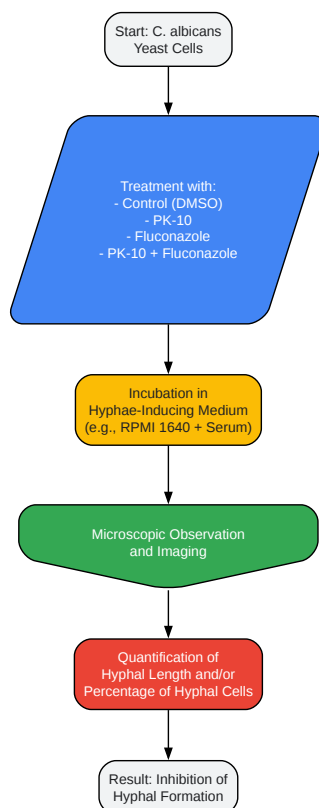 Start: C. albicans
Yeast Cells
Treatment with:
- Control (DMSO)
- PK-10
- Fluconazole
- PK-10 + Fluconazole
Incubation in
Hyphae-Inducing Medium
(e.g., RPMI 1640 + Serum)
Microscopic Observation
and Imaging
Quantification of
Hyphal Length and/or
Percentage of Hyphal Cells
Result: Inhibition of
Hyphal Formation